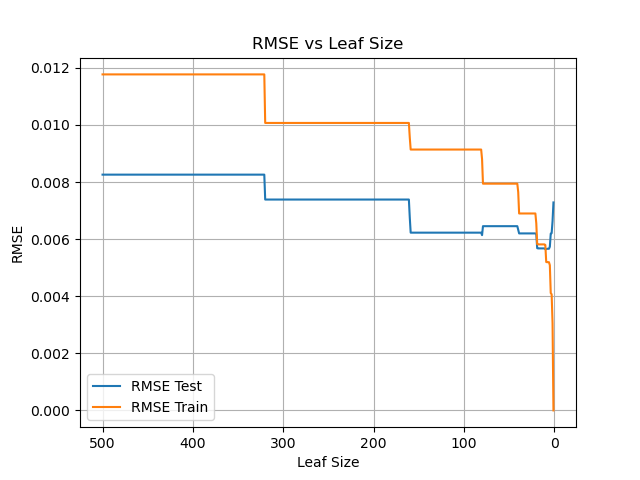 RMSE vs Leaf Size
0.012
0.010
0.008
0.006
0.004
0.002
0.000
RMSE
RMSE Test
RMSE Train
500 400 300 200 100 0
Leaf Size